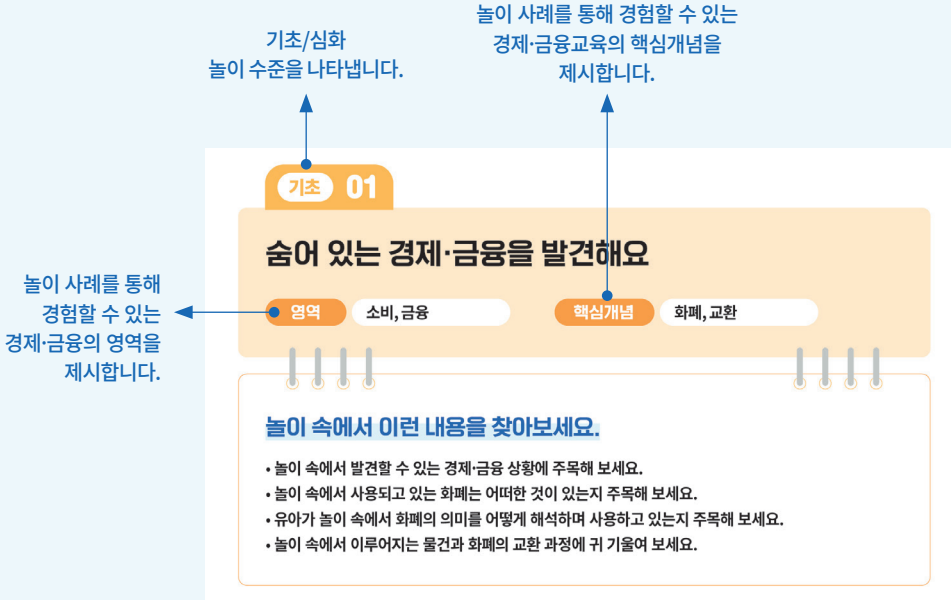 기초/심화
놀이 수준을 나타냅니다.
놀이 사례를 통해 경험할 수 있는
경제·금융교육의 핵심개념을
제시합니다.
기초 01
숨어 있는 경제·금융을 발견해요
놀이 사례를 통해
경험할 수 있는
경제·금융의 영역을
제시합니다.
영역 소비, 금융 핵심개념 화폐, 교환
놀이 속에서 이런 내용을 찾아보세요.
• 놀이 속에서 발견할 수 있는 경제·금융 상황에 주목해 보세요.
• 놀이 속에서 사용되고 있는 화폐는 어떠한 것이 있는지 주목해 보세요.
• 유아가 놀이 속에서 화폐의 의미를 어떻게 해석하며 사용하고 있는지 주목해 보세요.
• 놀이 속에서 이루어지는 물건과 화폐의 교환 과정에 귀 기울여 보세요.